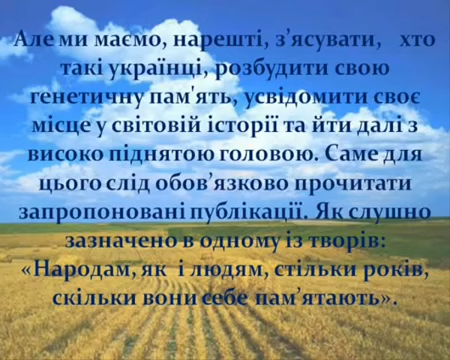 Але ми маємо, нарешті, з’ясувати, хто
такі українці, розбудити свою
генетичну пам'ять, усвідомити своє
місце у світовій історії та йти далі з
високо піднятою головою. Саме для
цього слід обов’язково прочитати
запропоновані публікації. Як слушно
зазначено в одному із творів:
«Народам, як і людям, стільки років,
скільки вони себе пам’ятають».